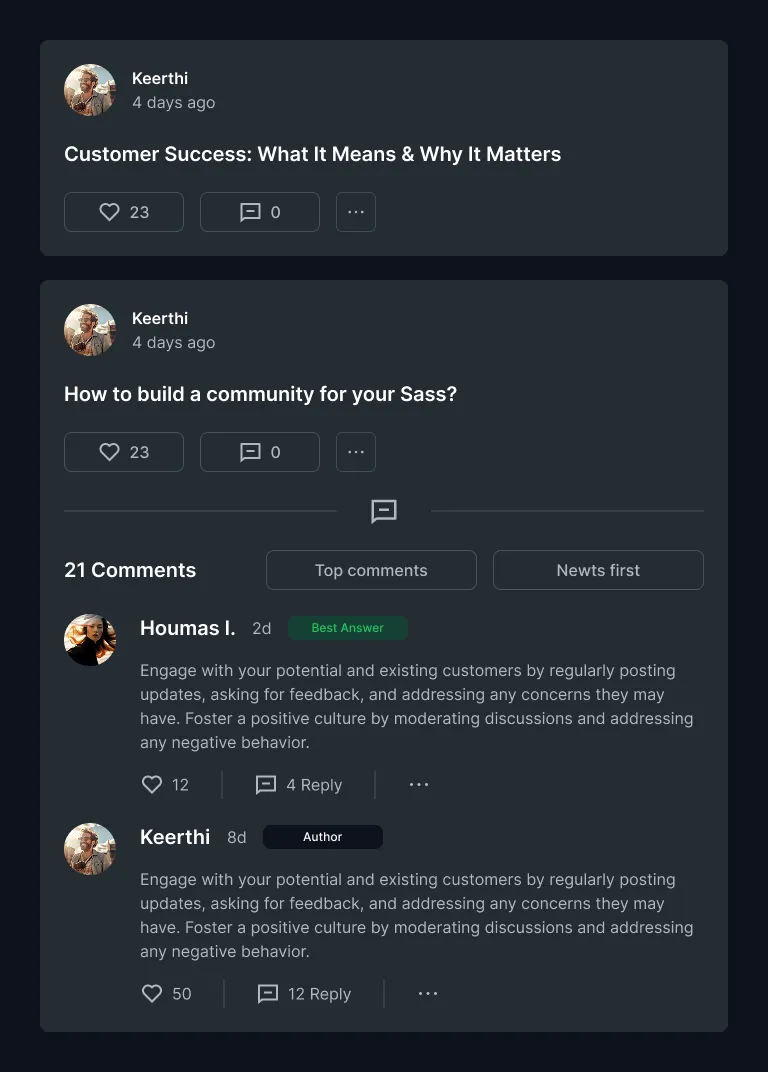 Keerthi
4 days ago
Customer Success: What It Means & Why It Matters
23
0
Keerthi
4 days ago
How to build a community for your Sass?
23
0
21 Comments
Top comments
Newts first
Houmas I. 2d Best Answer
Engage with your potential and existing customers by regularly posting
updates, asking for feedback, and addressing any concerns they may
have. Foster a positive culture by moderating discussions and addressing
any negative behavior.
12
4 Reply
Keerthi 8d Author
Engage with your potential and existing customers by regularly posting
updates, asking for feedback, and addressing any concerns they may
have. Foster a positive culture by moderating discussions and addressing
any negative behavior.
50
12 Reply